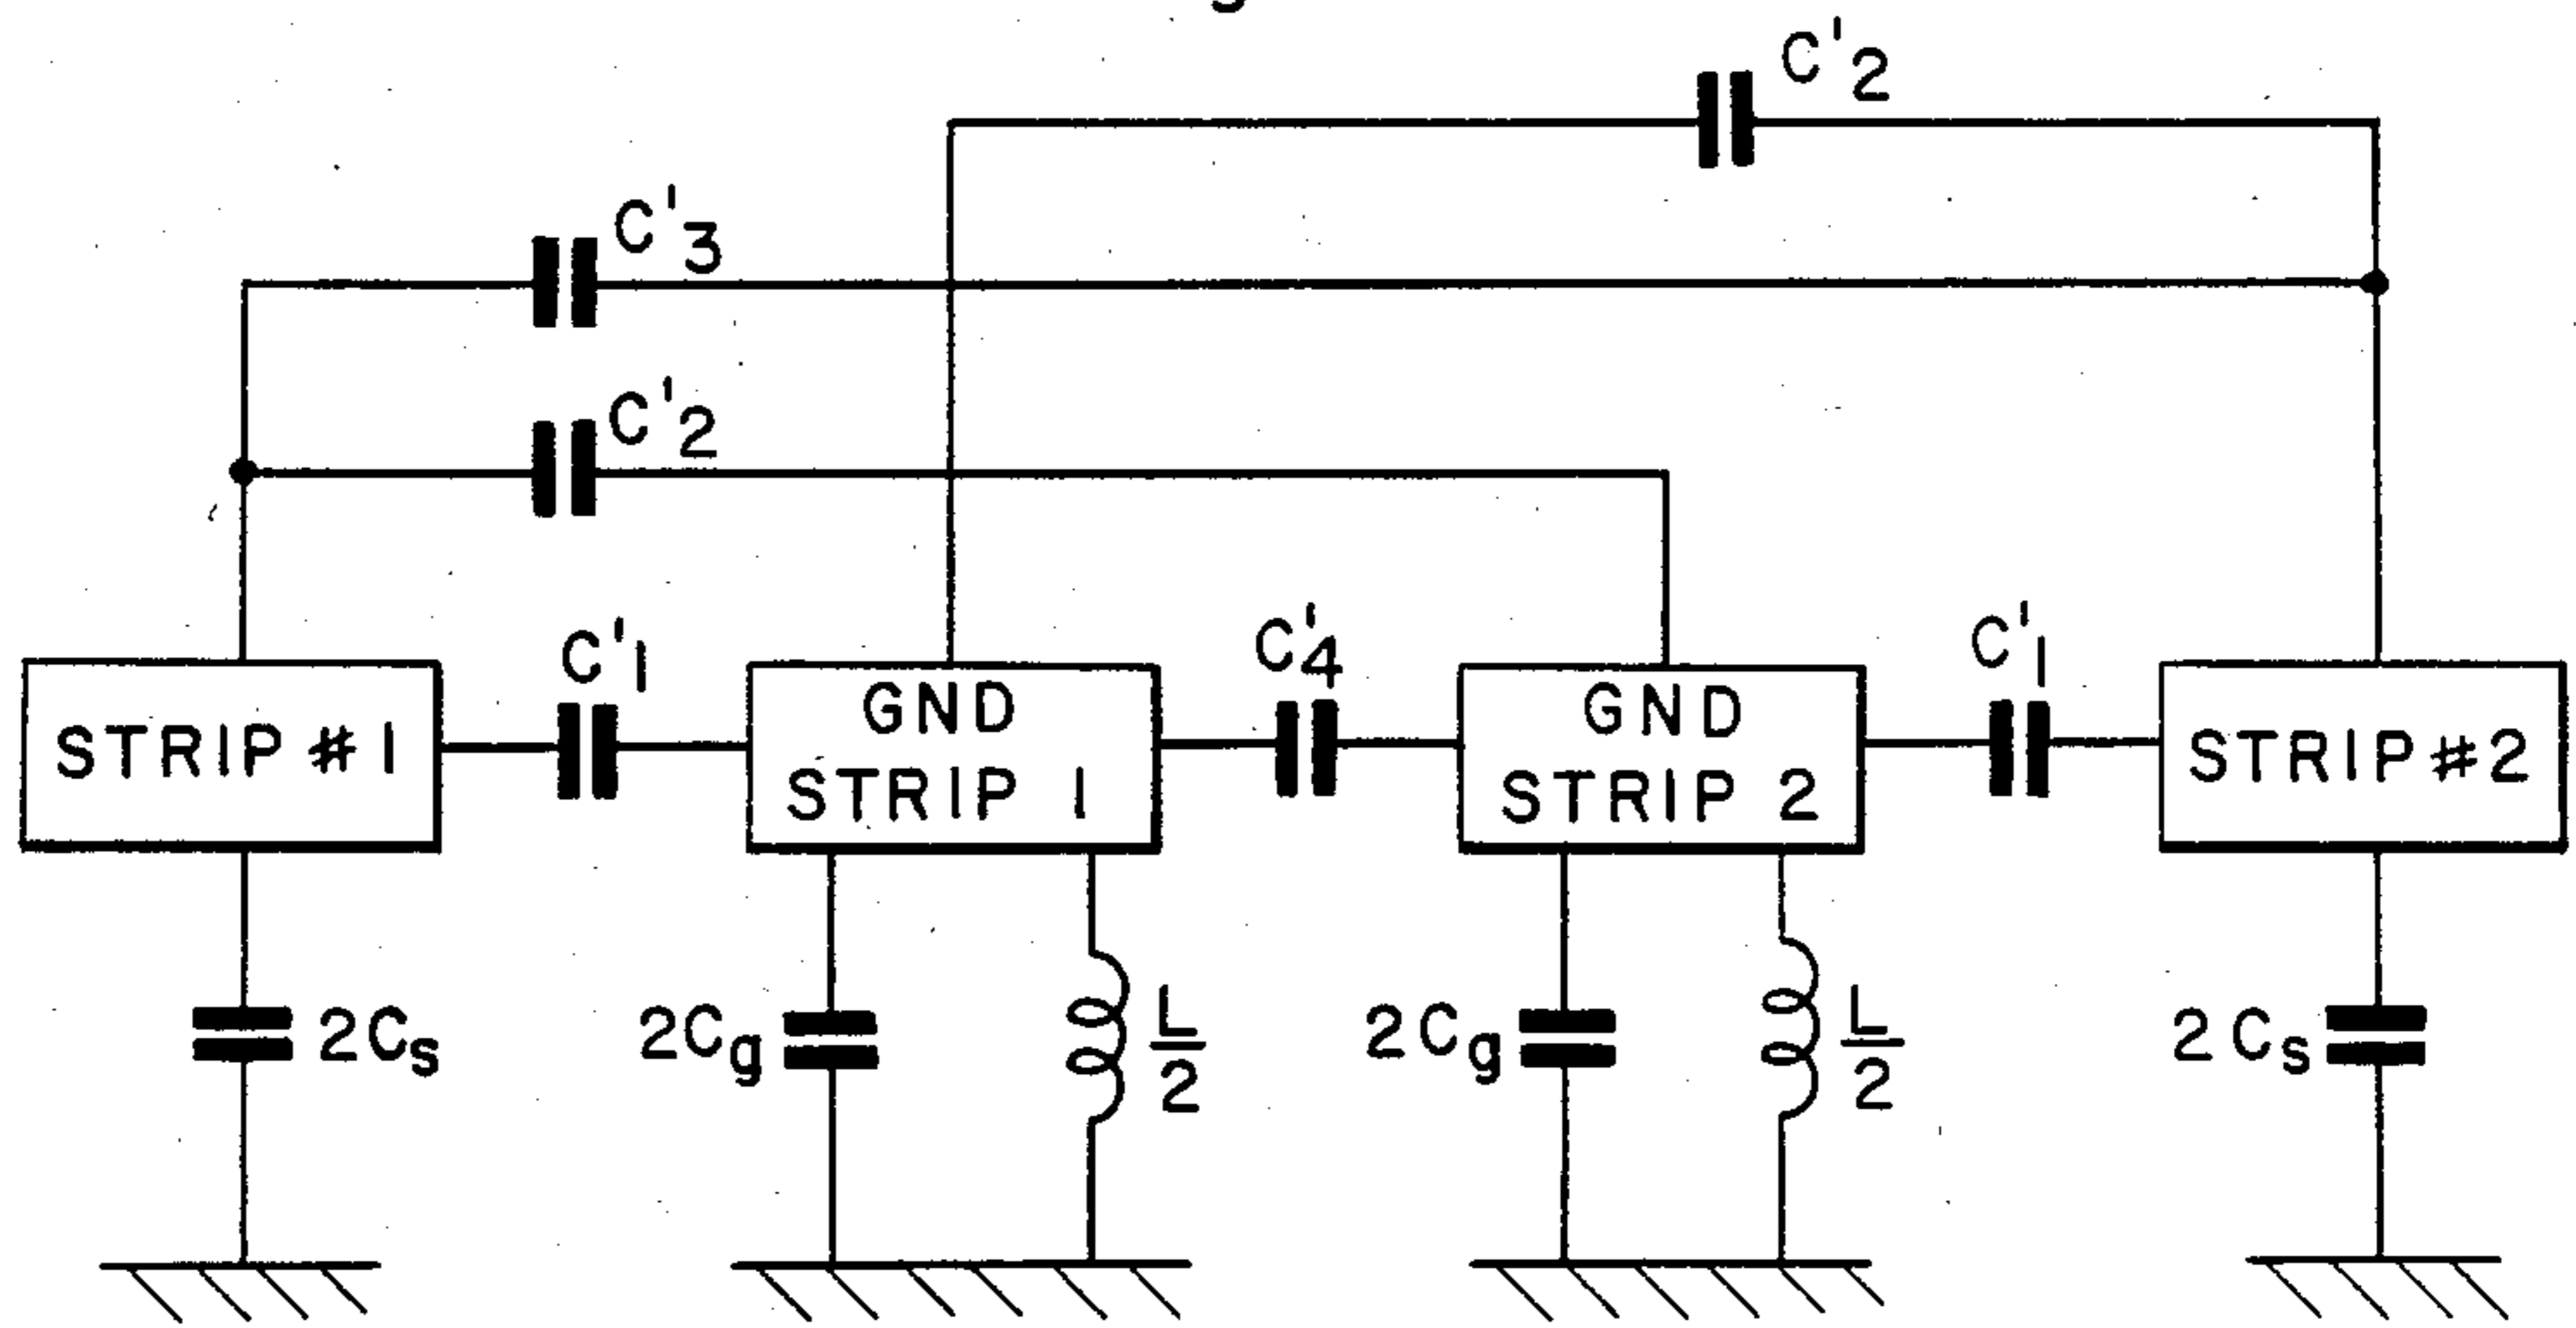 C'2
C'3
C'2
C'1
C'4
C'1
STRIP #1
GND
STRIP 1
GND
STRIP 2
STRIP #2
2Cs
2Cg
L
2
2Cg
L
2
2Cs